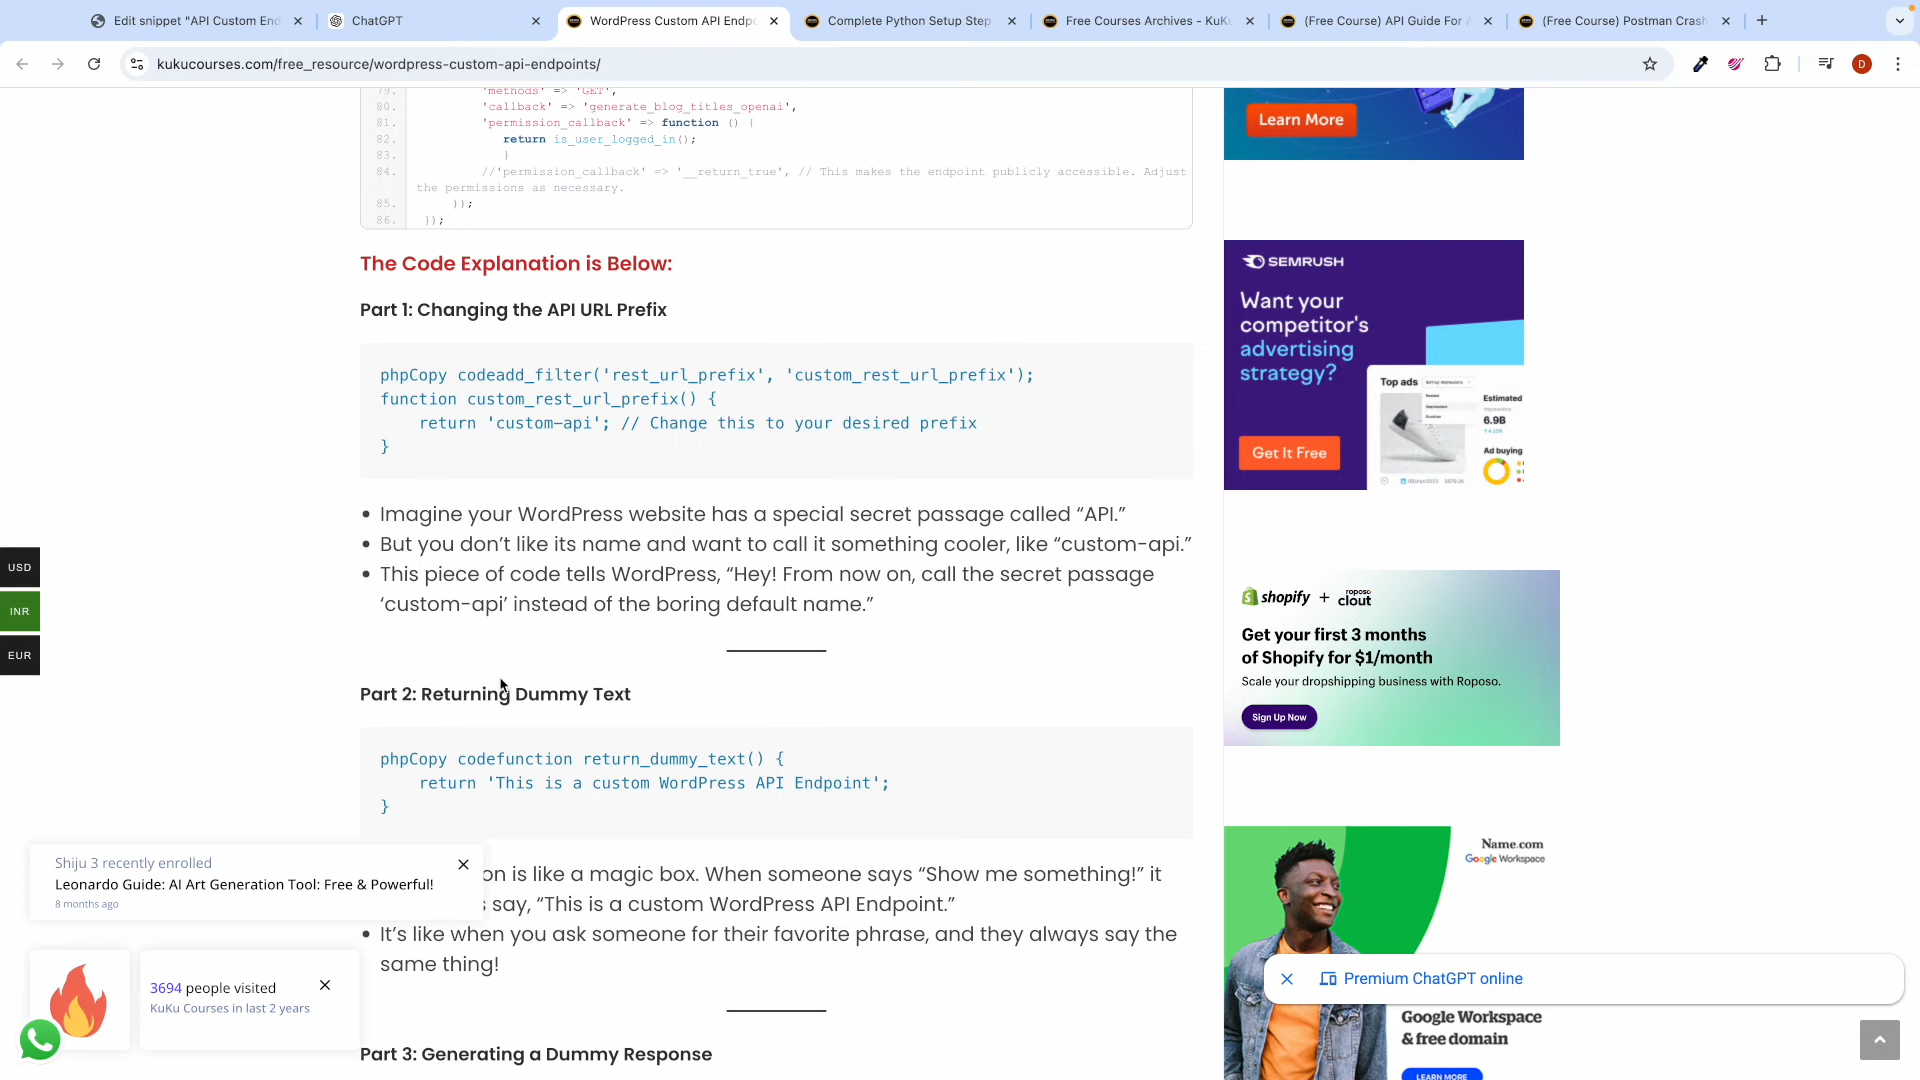 Edit snippet "API Custom End
ChatGPT
WordPress Custom API Endpo
Complete Python Setup Step
Free Courses Archives - KuKu
(Free Course) API Guide For A
(Free Course) Postman Crash
kukucourses.com/free_resource/wordpress-custom-api-endpoints/
D
79. 'methods' => 'GET',
80. 'callback' => 'generate_blog_titles_openai',
81. 'permission_callback' => function () {
82. return is_user_logged_in();
83. }
84. //'permission_callback' => '__return_true', // This makes the endpoint publicly accessible. Adjust
the permissions as necessary.
85. ));
86. });
The Code Explanation is Below:
Part 1: Changing the API URL Prefix
phpCopy codeadd_filter('rest_url_prefix', 'custom_rest_url_prefix');
function custom_rest_url_prefix() {
return 'custom-api'; // Change this to your desired prefix
}
• Imagine your WordPress website has a special secret passage called “API.”
• But you don’t like its name and want to call it something cooler, like “custom-api.”
• This piece of code tells WordPress, “Hey! From now on, call the secret passage
‘custom-api’ instead of the boring default name.”
Part 2: Returning Dummy Text
phpCopy codefunction return_dummy_text() {
return 'This is a custom WordPress API Endpoint';
}
on is like a magic box. When someone says “Show me something!” it
s say, “This is a custom WordPress API Endpoint.”
• It’s like when you ask someone for their favorite phrase, and they always say the
same thing!
Part 3: Generating a Dummy Response
USD
INR
EUR
Shiju 3 recently enrolled
Leonardo Guide: AI Art Generation Tool: Free & Powerful!
8 months ago
3694 people visited
KuKu Courses in last 2 years
Learn More
SEMRUSH
Want your
competitor's
advertising
strategy?
Get It Free
Top ads
Estimated
6.9B
Ad buying
shopify + roposo clout
Get your first 3 months
of Shopify for $1/month
Scale your dropshipping business with Roposo.
Sign Up Now
Name.com
Google Workspace
Premium ChatGPT online
Google Workspace
& free domain
LEARN MORE